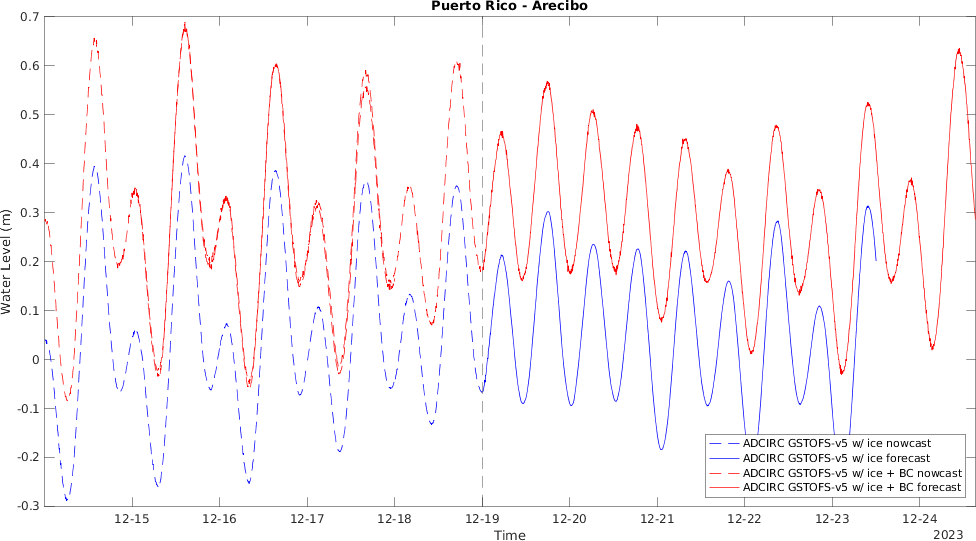 Puerto Rico - Arecibo
0.7
0.6
0.5
0.4
0.3
0.2
0.1
0
-0.1
-0.2
-0.3
Water Level (m)
ADCIRC GSTOFS-v5 w/ ice nowcast
ADCIRC GSTOFS-v5 w/ ice forecast
ADCIRC GSTOFS-v5 w/ ice + BC nowcast
ADCIRC GSTOFS-v5 w/ ice + BC forecast
12-15 12-16 12-17 12-18 12-19 12-20 12-21 12-22 12-23 12-24
Time
2023